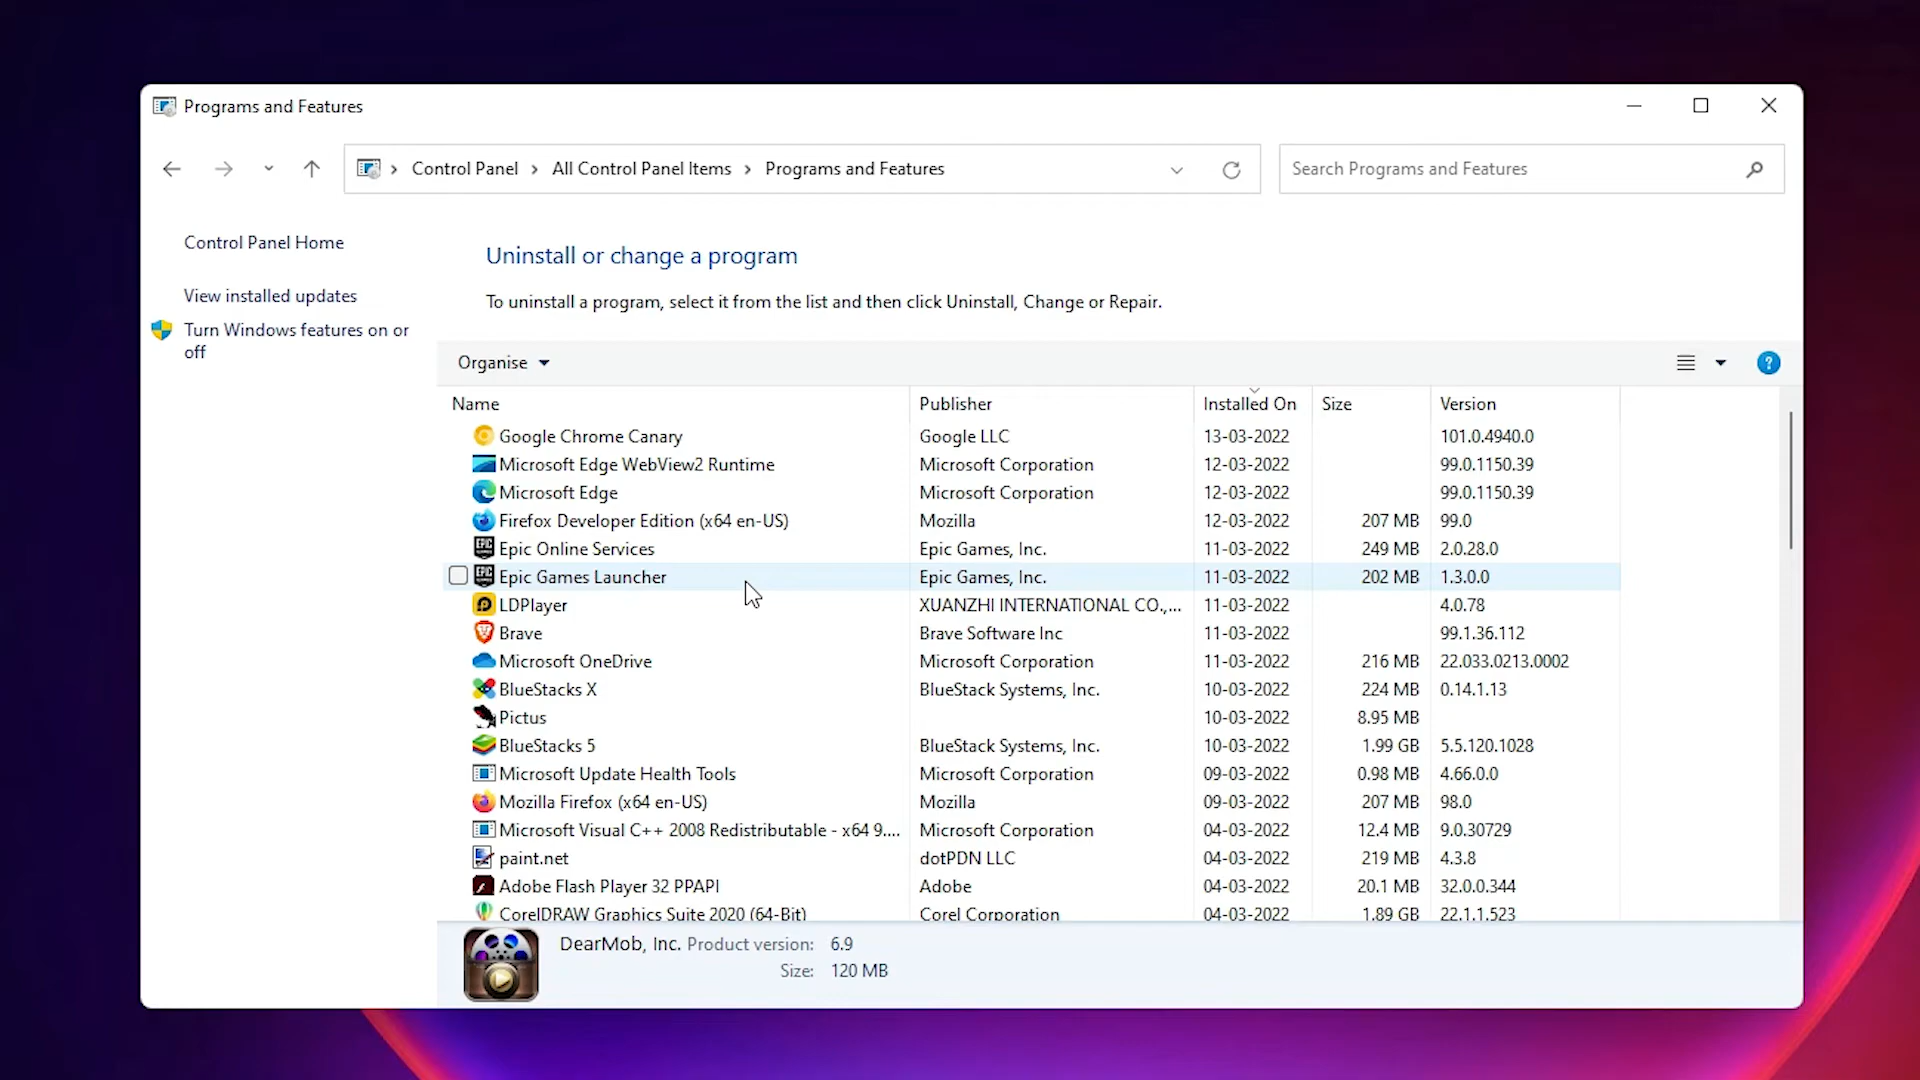 Programs and Features
Control Panel > All Control Panel Items > Programs and Features
Search Programs and Features
Control Panel Home
View installed updates
Turn Windows features on or
off
Uninstall or change a program
To uninstall a program, select it from the list and then click Uninstall, Change or Repair.
Organise
?
Name Publisher Installed On Size Version
Google Chrome Canary Google LLC 13-03-2022 101.0.4940.0
Microsoft Edge WebView2 Runtime Microsoft Corporation 12-03-2022 99.0.1150.39
Microsoft Edge Microsoft Corporation 12-03-2022 99.0.1150.39
Firefox Developer Edition (x64 en-US) Mozilla 12-03-2022 207 MB 99.0
Epic Online Services Epic Games, Inc. 11-03-2022 249 MB 2.0.28.0
Epic Games Launcher Epic Games, Inc. 11-03-2022 202 MB 1.3.0.0
LDPlayer XUANZHI INTERNATIONAL CO.,... 11-03-2022 4.0.78
Brave Brave Software Inc 11-03-2022 99.1.36.112
Microsoft OneDrive Microsoft Corporation 11-03-2022 216 MB 22.033.0213.0002
BlueStacks X BlueStack Systems, Inc. 10-03-2022 224 MB 0.14.1.13
Pictus 10-03-2022 8.95 MB
BlueStacks 5 BlueStack Systems, Inc. 10-03-2022 1.99 GB 5.5.120.1028
Microsoft Update Health Tools Microsoft Corporation 09-03-2022 0.98 MB 4.66.0.0
Mozilla Firefox (x64 en-US) Mozilla 09-03-2022 207 MB 98.0
Microsoft Visual C++ 2008 Redistributable - x64 9.... Microsoft Corporation 04-03-2022 12.4 MB 9.0.30729
paint.net dotPDN LLC 04-03-2022 219 MB 4.3.8
Adobe Flash Player 32 PPAPI Adobe 04-03-2022 20.1 MB 32.0.0.344
CorelDRAW Graphics Suite 2020 (64-Bit) Corel Corporation 04-03-2022 1.89 GB 22.1.1.523
DearMob, Inc. Product version: 6.9
Size: 120 MB